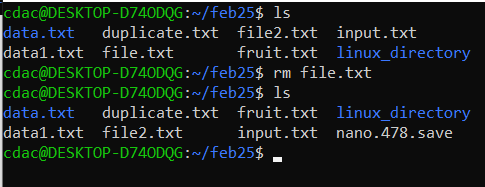 cdac@DESKTOP-D74ODQG:~/feb25$ ls
data.txt duplicate.txt file2.txt input.txt
data1.txt file.txt fruit.txt linux_directory
cdac@DESKTOP-D74ODQG:~/feb25$ rm file.txt
cdac@DESKTOP-D74ODQG:~/feb25$ ls
data.txt duplicate.txt fruit.txt linux_directory
data1.txt file2.txt input.txt nano.478.save
cdac@DESKTOP-D74ODQG:~/feb25$